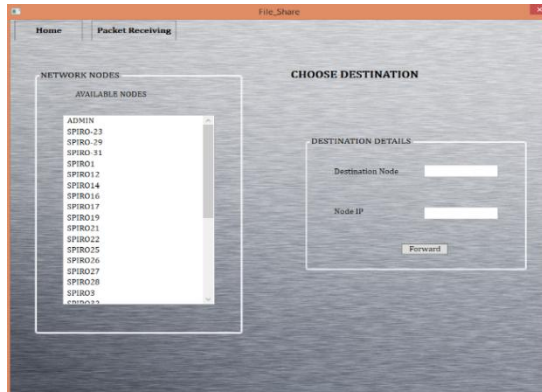 File_Share
Home Packet Receiving
NETWORK NODES
AVAILABLE NODES
ADMIN
SPIRO-23
SPIRO-29
SPIRO-31
SPIRO1
SPIRO12
SPIRO14
SPIRO16
SPIRO17
SPIRO19
SPIRO21
SPIRO22
SPIRO25
SPIRO26
SPIRO27
SPIRO28
SPIRO3
CHOOSE DESTINATION
DESTINATION DETAILS
Destination Node
Node IP
Forward